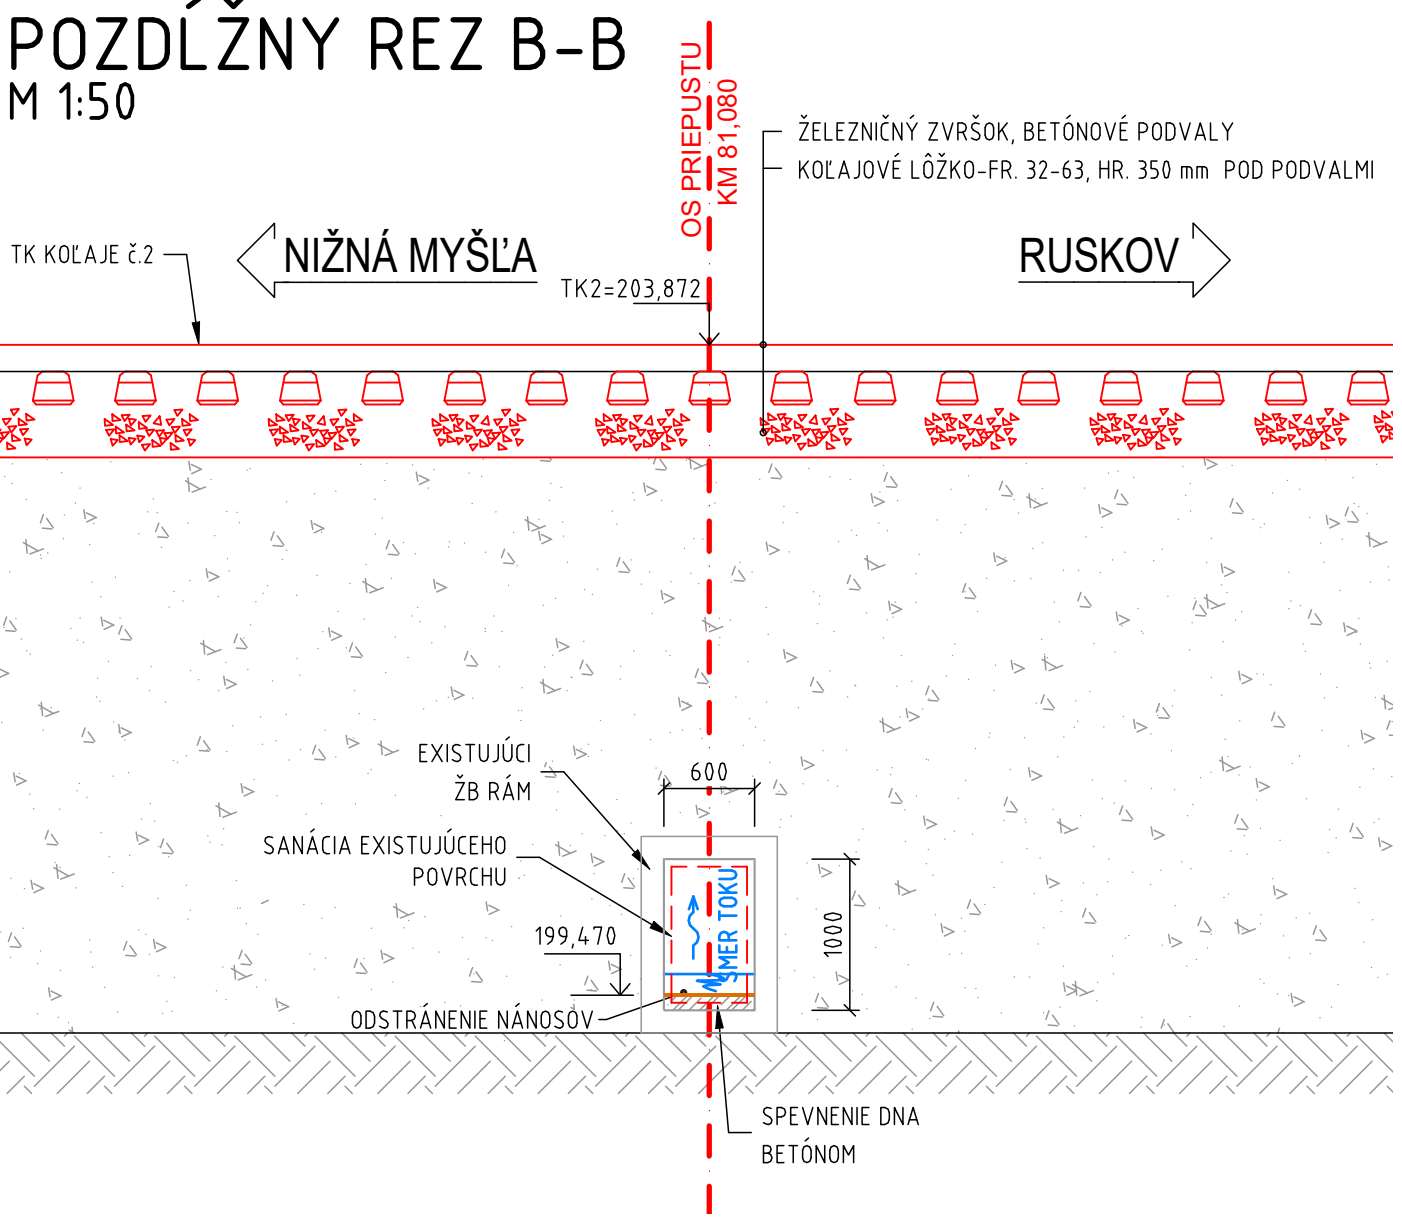 POZDĹŽNY REZ B-B
M 1:50
OS PRIEPUSTU
KM 81,080
ŽELEZNIČNÝ ZVRŠOK, BETÓNOVÉ PODVALY
KOĽAJOVÉ LÔŽKO-FR. 32-63, HR. 350 mm POD PODVALMI
TK KOĽAJE č.2
NIŽNÁ MYŠĽA
RUSKOV
TK2=203,872
EXISTUJÚCI
ŽB RÁM
600
SANÁCIA EXISTUJÚCEHO
POVRCHU
SMER TOKU
1000
199,470
ODSTRÁNENIE NÁNOSOV
SPEVNENIE DNA
BETÓNOM